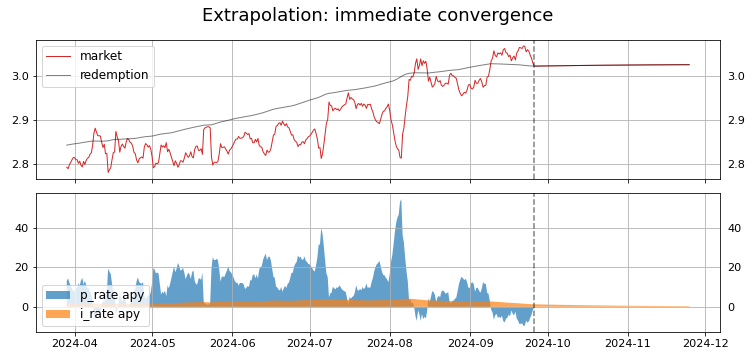 Extrapolation: immediate convergence
market
redemption
3.0 3.0
2.9 2.9
2.8 2.8
40 40
20 20
0 0
p_rate apy
i_rate apy
2024-04 2024-05 2024-06 2024-07 2024-08 2024-09 2024-10 2024-11 2024-12